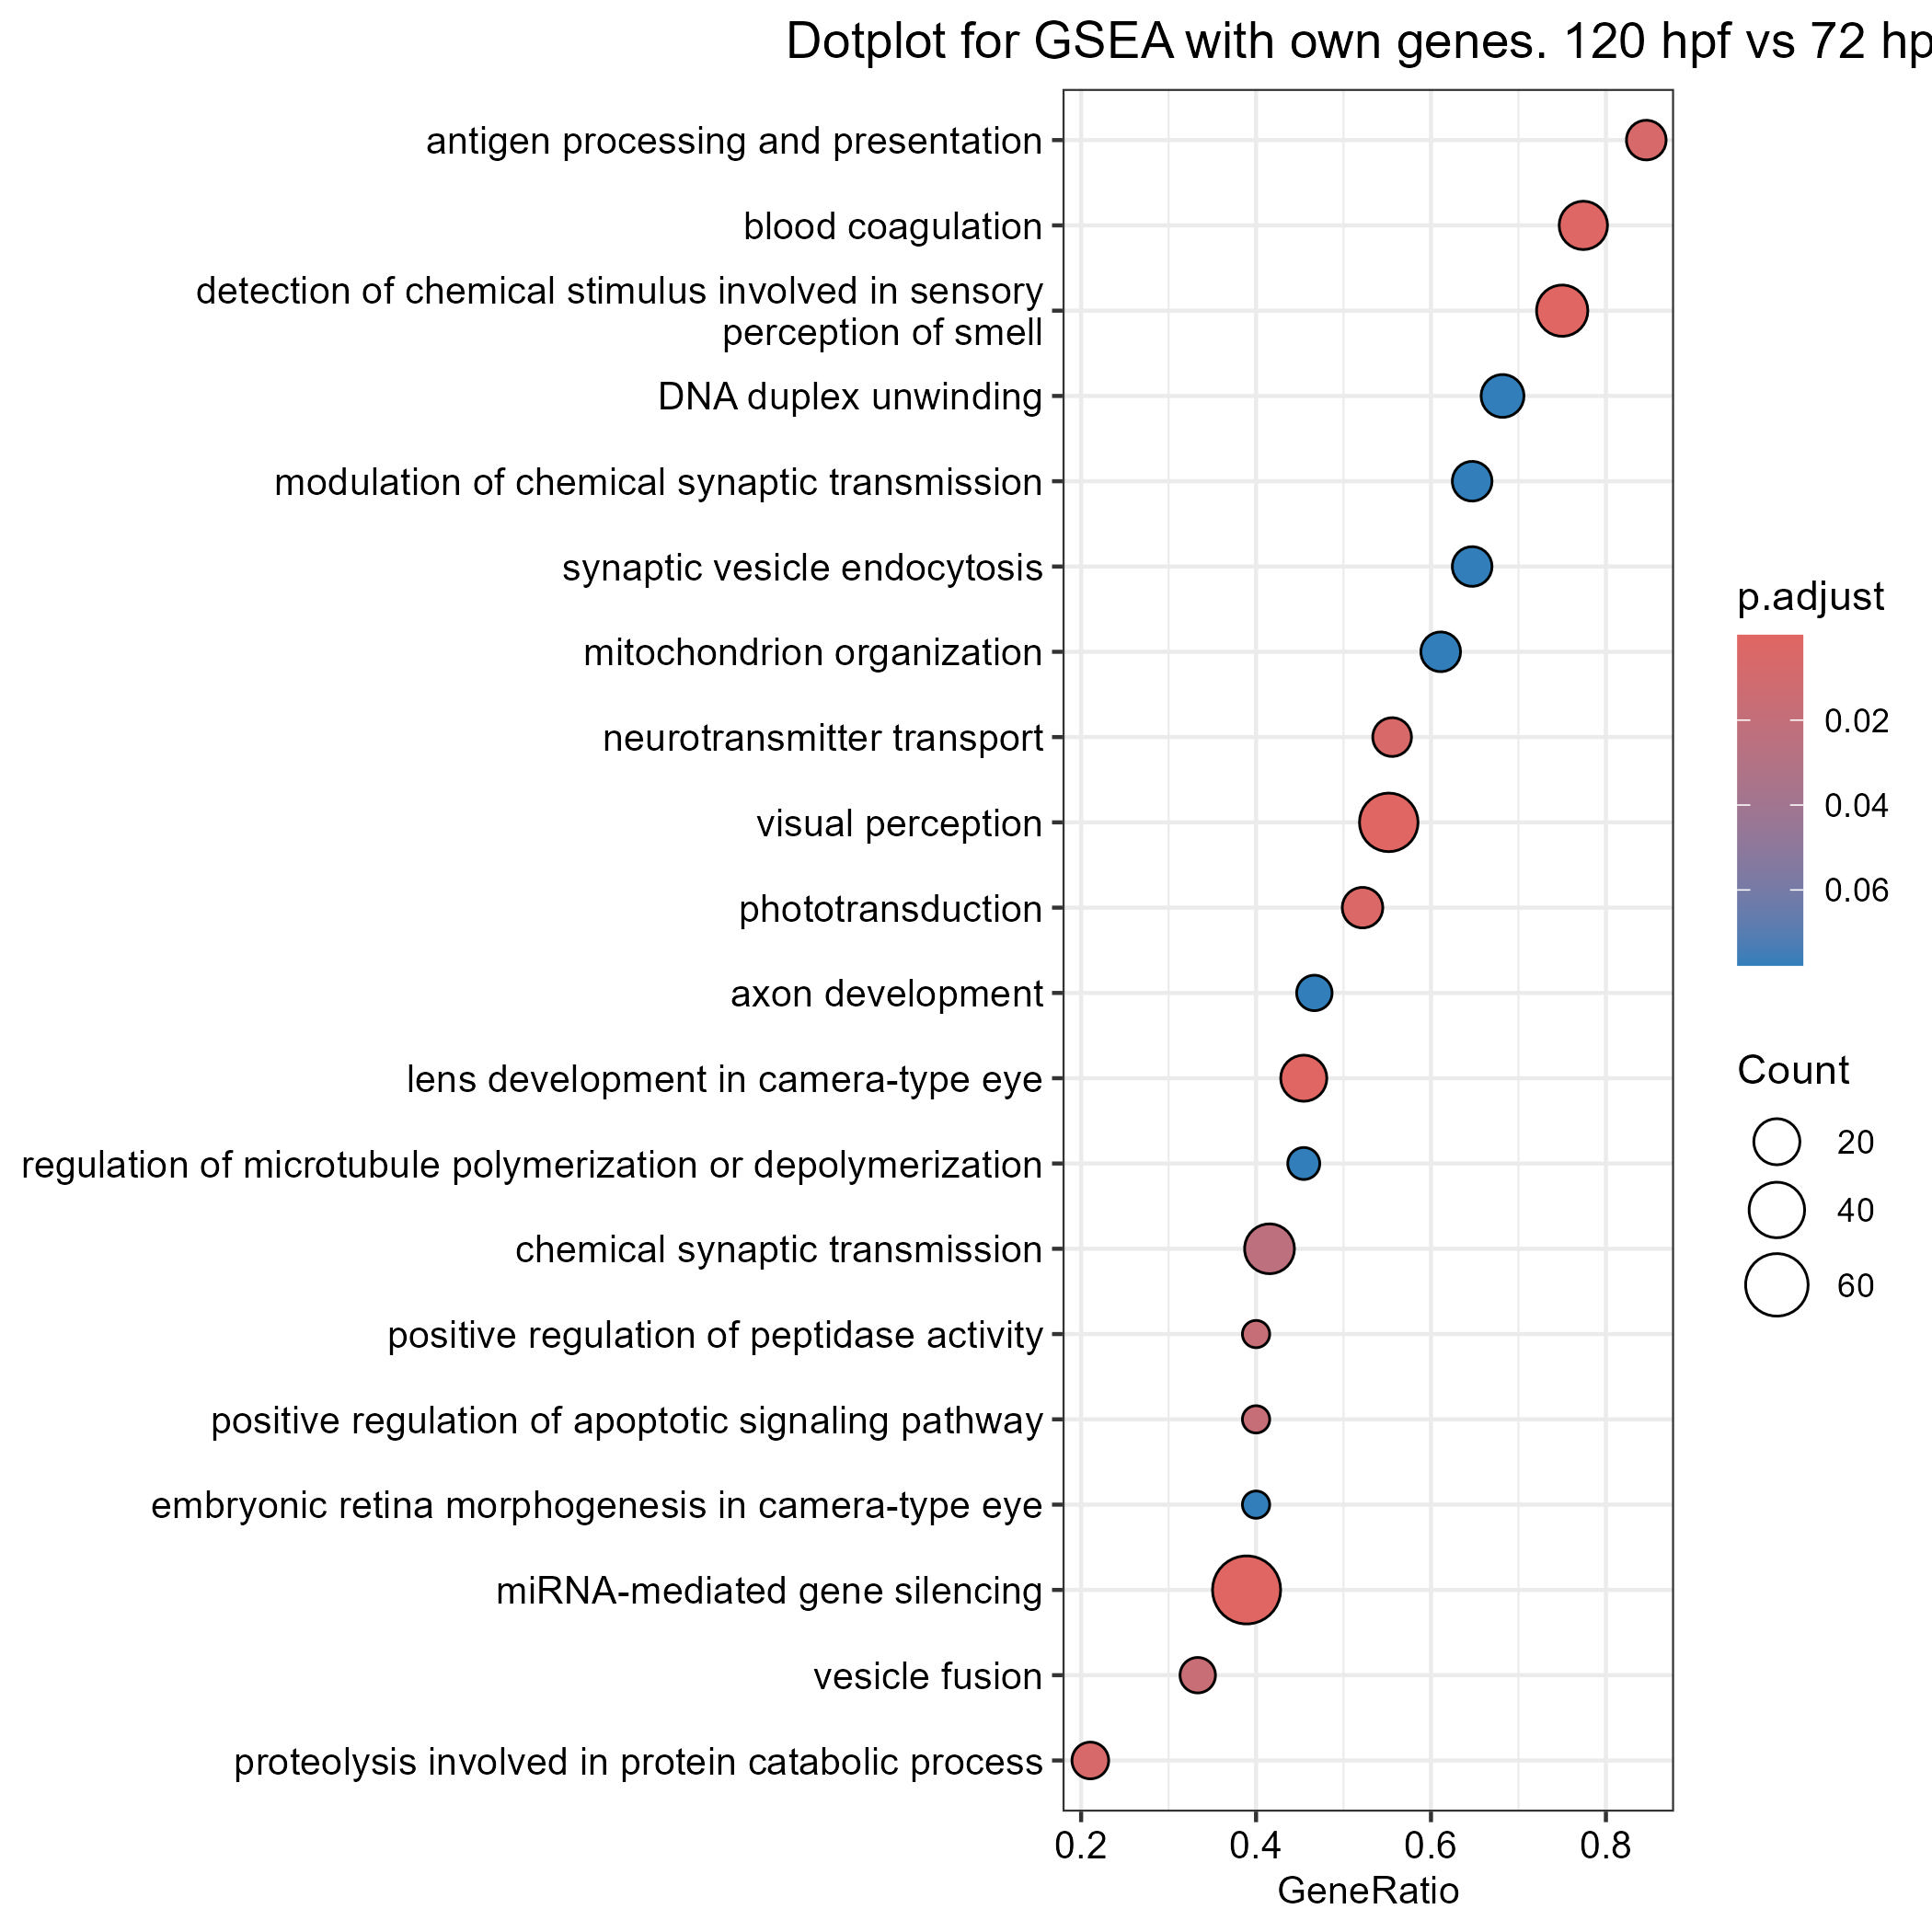 Dotplot for GSEA with own genes. 120 hpf vs 72 hp
antigen processing and presentation
blood coagulation
detection of chemical stimulus involved in sensory
perception of smell
DNA duplex unwinding
modulation of chemical synaptic transmission
synaptic vesicle endocytosis
mitochondrion organization
neurotransmitter transport
visual perception
phototransduction
axon development
lens development in camera-type eye
regulation of microtubule polymerization or depolymerization
chemical synaptic transmission
positive regulation of peptidase activity
positive regulation of apoptotic signaling pathway
embryonic retina morphogenesis in camera-type eye
miRNA-mediated gene silencing
vesicle fusion
proteolysis involved in protein catabolic process
0.2 0.4 0.6 0.8
GeneRatio
p.adjust
0.02
0.04
0.06
Count
20
40
60